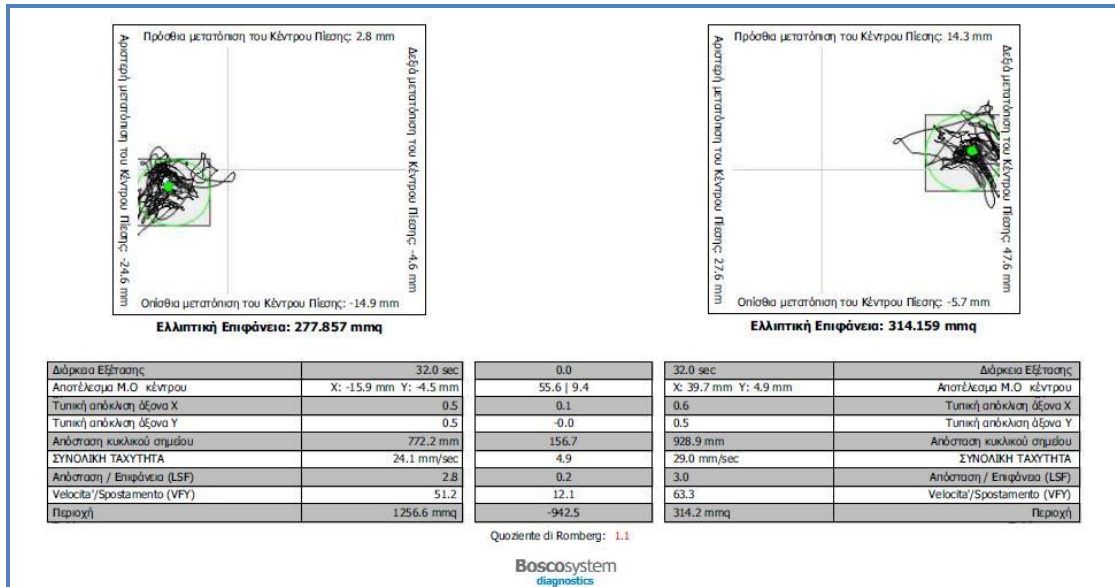 Πρόσθια μετατόπιση του Κέντρου Πίεσης: 2.8 mm
Αριστερή μετατόπιση του Κέντρου Πίεσης: -24.6 mm
Δεξιά μετατόπιση του Κέντρου Πίεσης: -4.6 mm
Οπίσθια μετατόπιση του Κέντρου Πίεσης: -14.9 mm
Ελλιπτική Επιφάνεια: 277.857 mmq
Πρόσθια μετατόπιση του Κέντρου Πίεσης: 14.3 mm
Αριστερή μετατόπιση του Κέντρου Πίεσης: 27.6 mm
Δεξιά μετατόπιση του Κέντρου Πίεσης: 47.6 mm
Οπίσθια μετατόπιση του Κέντρου Πίεσης: -5.7 mm
Ελλιπτική Επιφάνεια: 314.159 mmq
Διάρκεια Εξέτασης 32.0 sec 0.0 32.0 sec Διάρκεια Εξέτασης
Αποτέλεσμα Μ.Ο κέντρου X: -15.9 mm Y: -4.5 mm 55.6 | 9.4 X: 39.7 mm Y: 4.9 mm Αποτέλεσμα Μ.Ο κέντρου
Τυπική απόκλιση άξονα X 0.5 0.1 0.6 Τυπική απόκλιση άξονα X
Τυπική απόκλιση άξονα Y 0.5 -0.0 0.5 Τυπική απόκλιση άξονα Y
Απόσταση κυκλικού σημείου 772.2 mm 156.7 928.9 mm Απόσταση κυκλικού σημείου
ΣΥΝΟΛΙΚΗ ΤΑΧΥΤΗΤΑ 24.1 mm/sec 4.9 29.0 mm/sec ΣΥΝΟΛΙΚΗ ΤΑΧΥΤΗΤΑ
Απόσταση / Επιφάνεια (LSF) 2.8 0.2 3.0 Απόσταση / Επιφάνεια (LSF)
Velocita'/Spostamento (VFY) 51.2 12.1 63.3 Velocita'/Spostamento (VFY)
Περιοχή 1256.6 mmq -942.5 314.2 mmq Περιοχή
Quoziente di Romberg: 1.1
Boscosystem
diagnostics